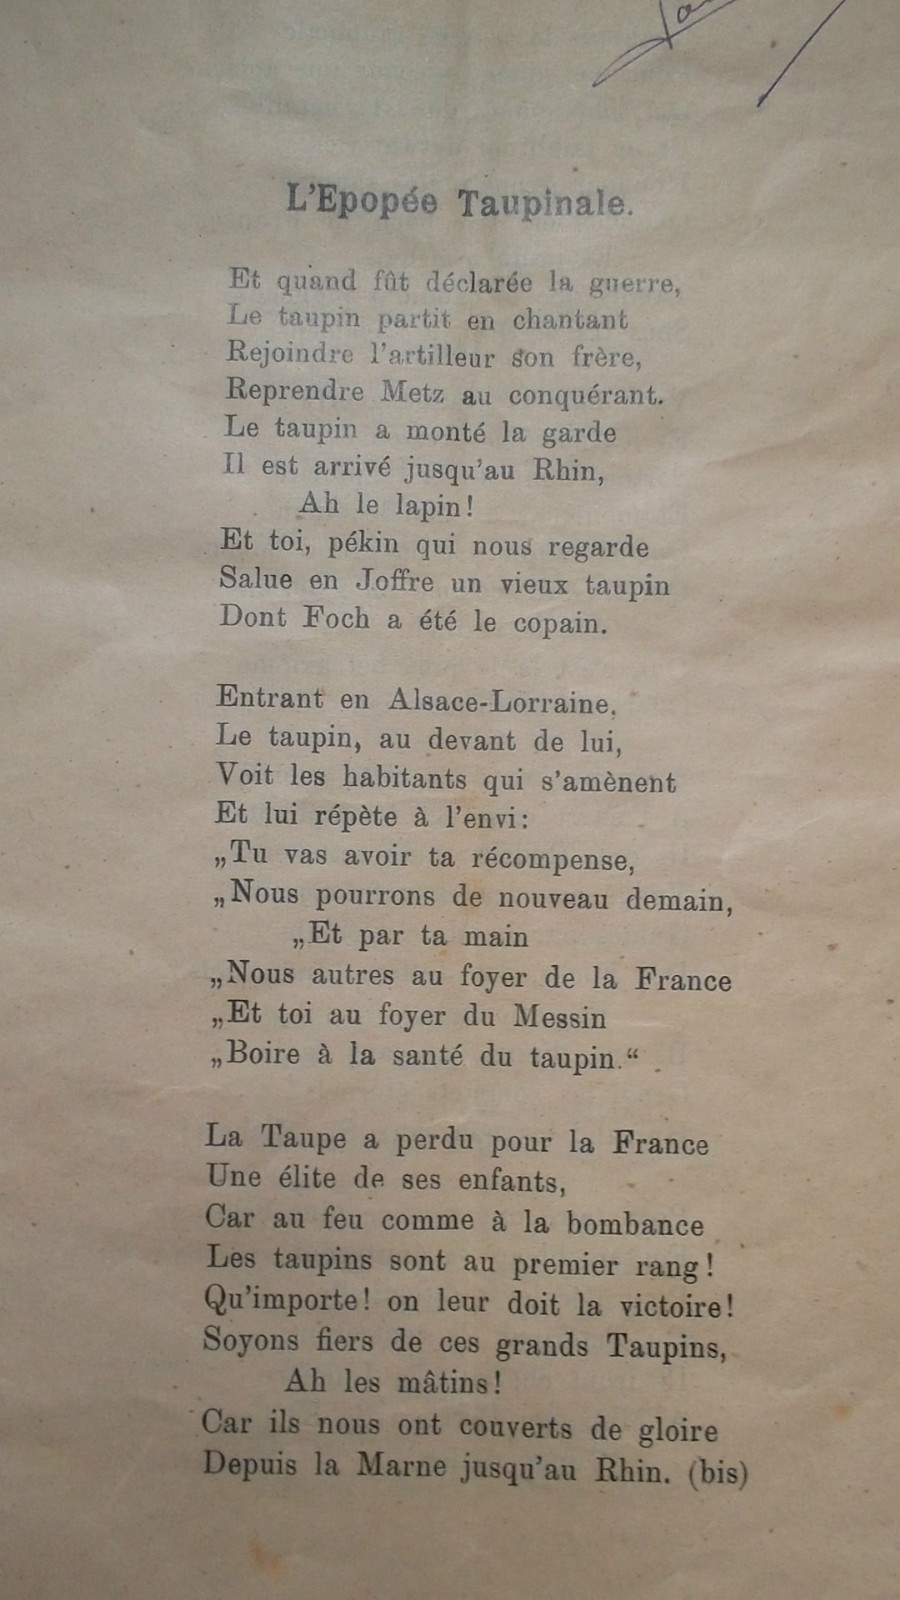 L'Epopée Taupinale.
Et quand fût déclarée la guerre,
Le taupin partit en chantant
Rejoindre l'artilleur son frère,
Reprendre Metz au conquérant.
Le taupin a monté la garde
Il est arrivé jusqu'au Rhin,
Ah le lapin!
Et toi, pékin qui nous regarde
Salue en Joffre un vieux taupin
Dont Foch a été le copain.
Entrant en Alsace-Lorraine,
Le taupin, au devant de lui,
Voit les habitants qui s'amènent
Et lui répète à l'envi:
„Tu vas avoir ta récompense,
„Nous pourrons de nouveau demain,
„Et par ta main
„Nous autres au foyer de la France
„Et toi au foyer du Messin
„Boire à la santé du taupin.“
La Taupe a perdu pour la France
Une élite de ses enfants,
Car au feu comme à la bombance
Les taupins sont au premier rang!
Qu'importe! on leur doit la victoire!
Soyons fiers de ces grands Taupins,
Ah les mâtins!
Car ils nous ont couverts de gloire
Depuis la Marne jusqu'au Rhin. (bis)